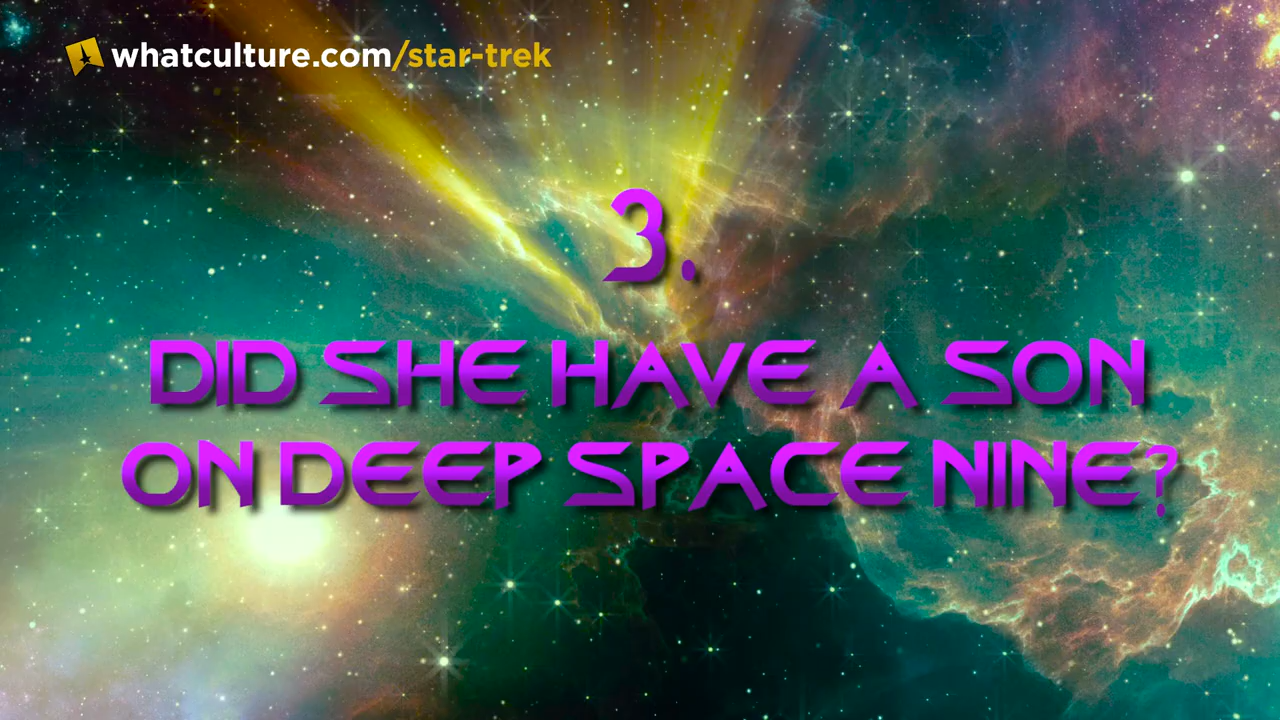 whatculture.com/star-trek
3.
DID SHE HAVE A SON
ON DEEP SPACE NINE?